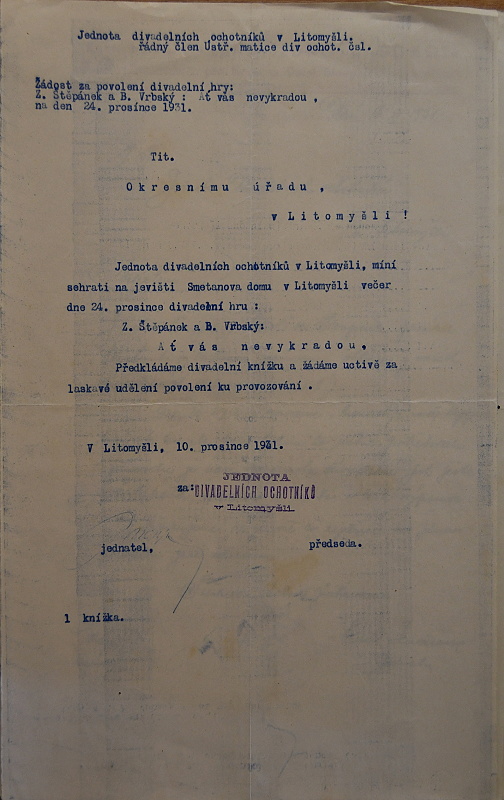 Jednota divadelních ochotníků v Litomyšli.
řádný člen Ústř. matice div ochot. čsl.
Žádost za povolení divadelní hry:
Z. Štěpánek a B. Vrbský : Ať vás nevykradou ,
na den 24. prosince 1931.
Tit.
Okresnímu úřadu ,
v Litomyšli !
Jednota divadelních ochotníků v Litomyšli, míní
sehrati na jevišti Smetanova domu v Litomyšli večer
dne 24. prosince divadelní hru :
Z. Štěpánek a B. Vrbský:
Ať vás nevykradou.
Předkládáme divadelní knížku a žádáme uctivě za
laskavé udělení povolení ku provozování .
V Litomyšli, 10. prosince 1931.
JEDNOTA
za: DIVADELNÍCH OCHOTNÍKŮ
v Litomyšli.
jednatel, předseda.
1 knížka.